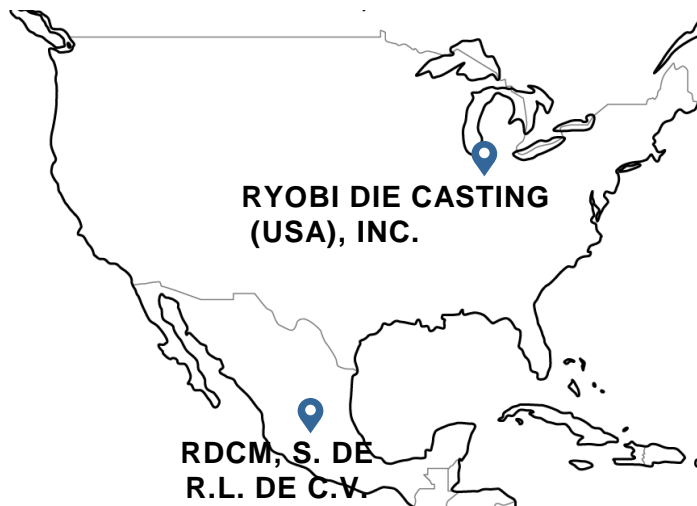 RYOBI DIE CASTING
(USA), INC.
RDCM, S. DE
R.L. DE C.V.